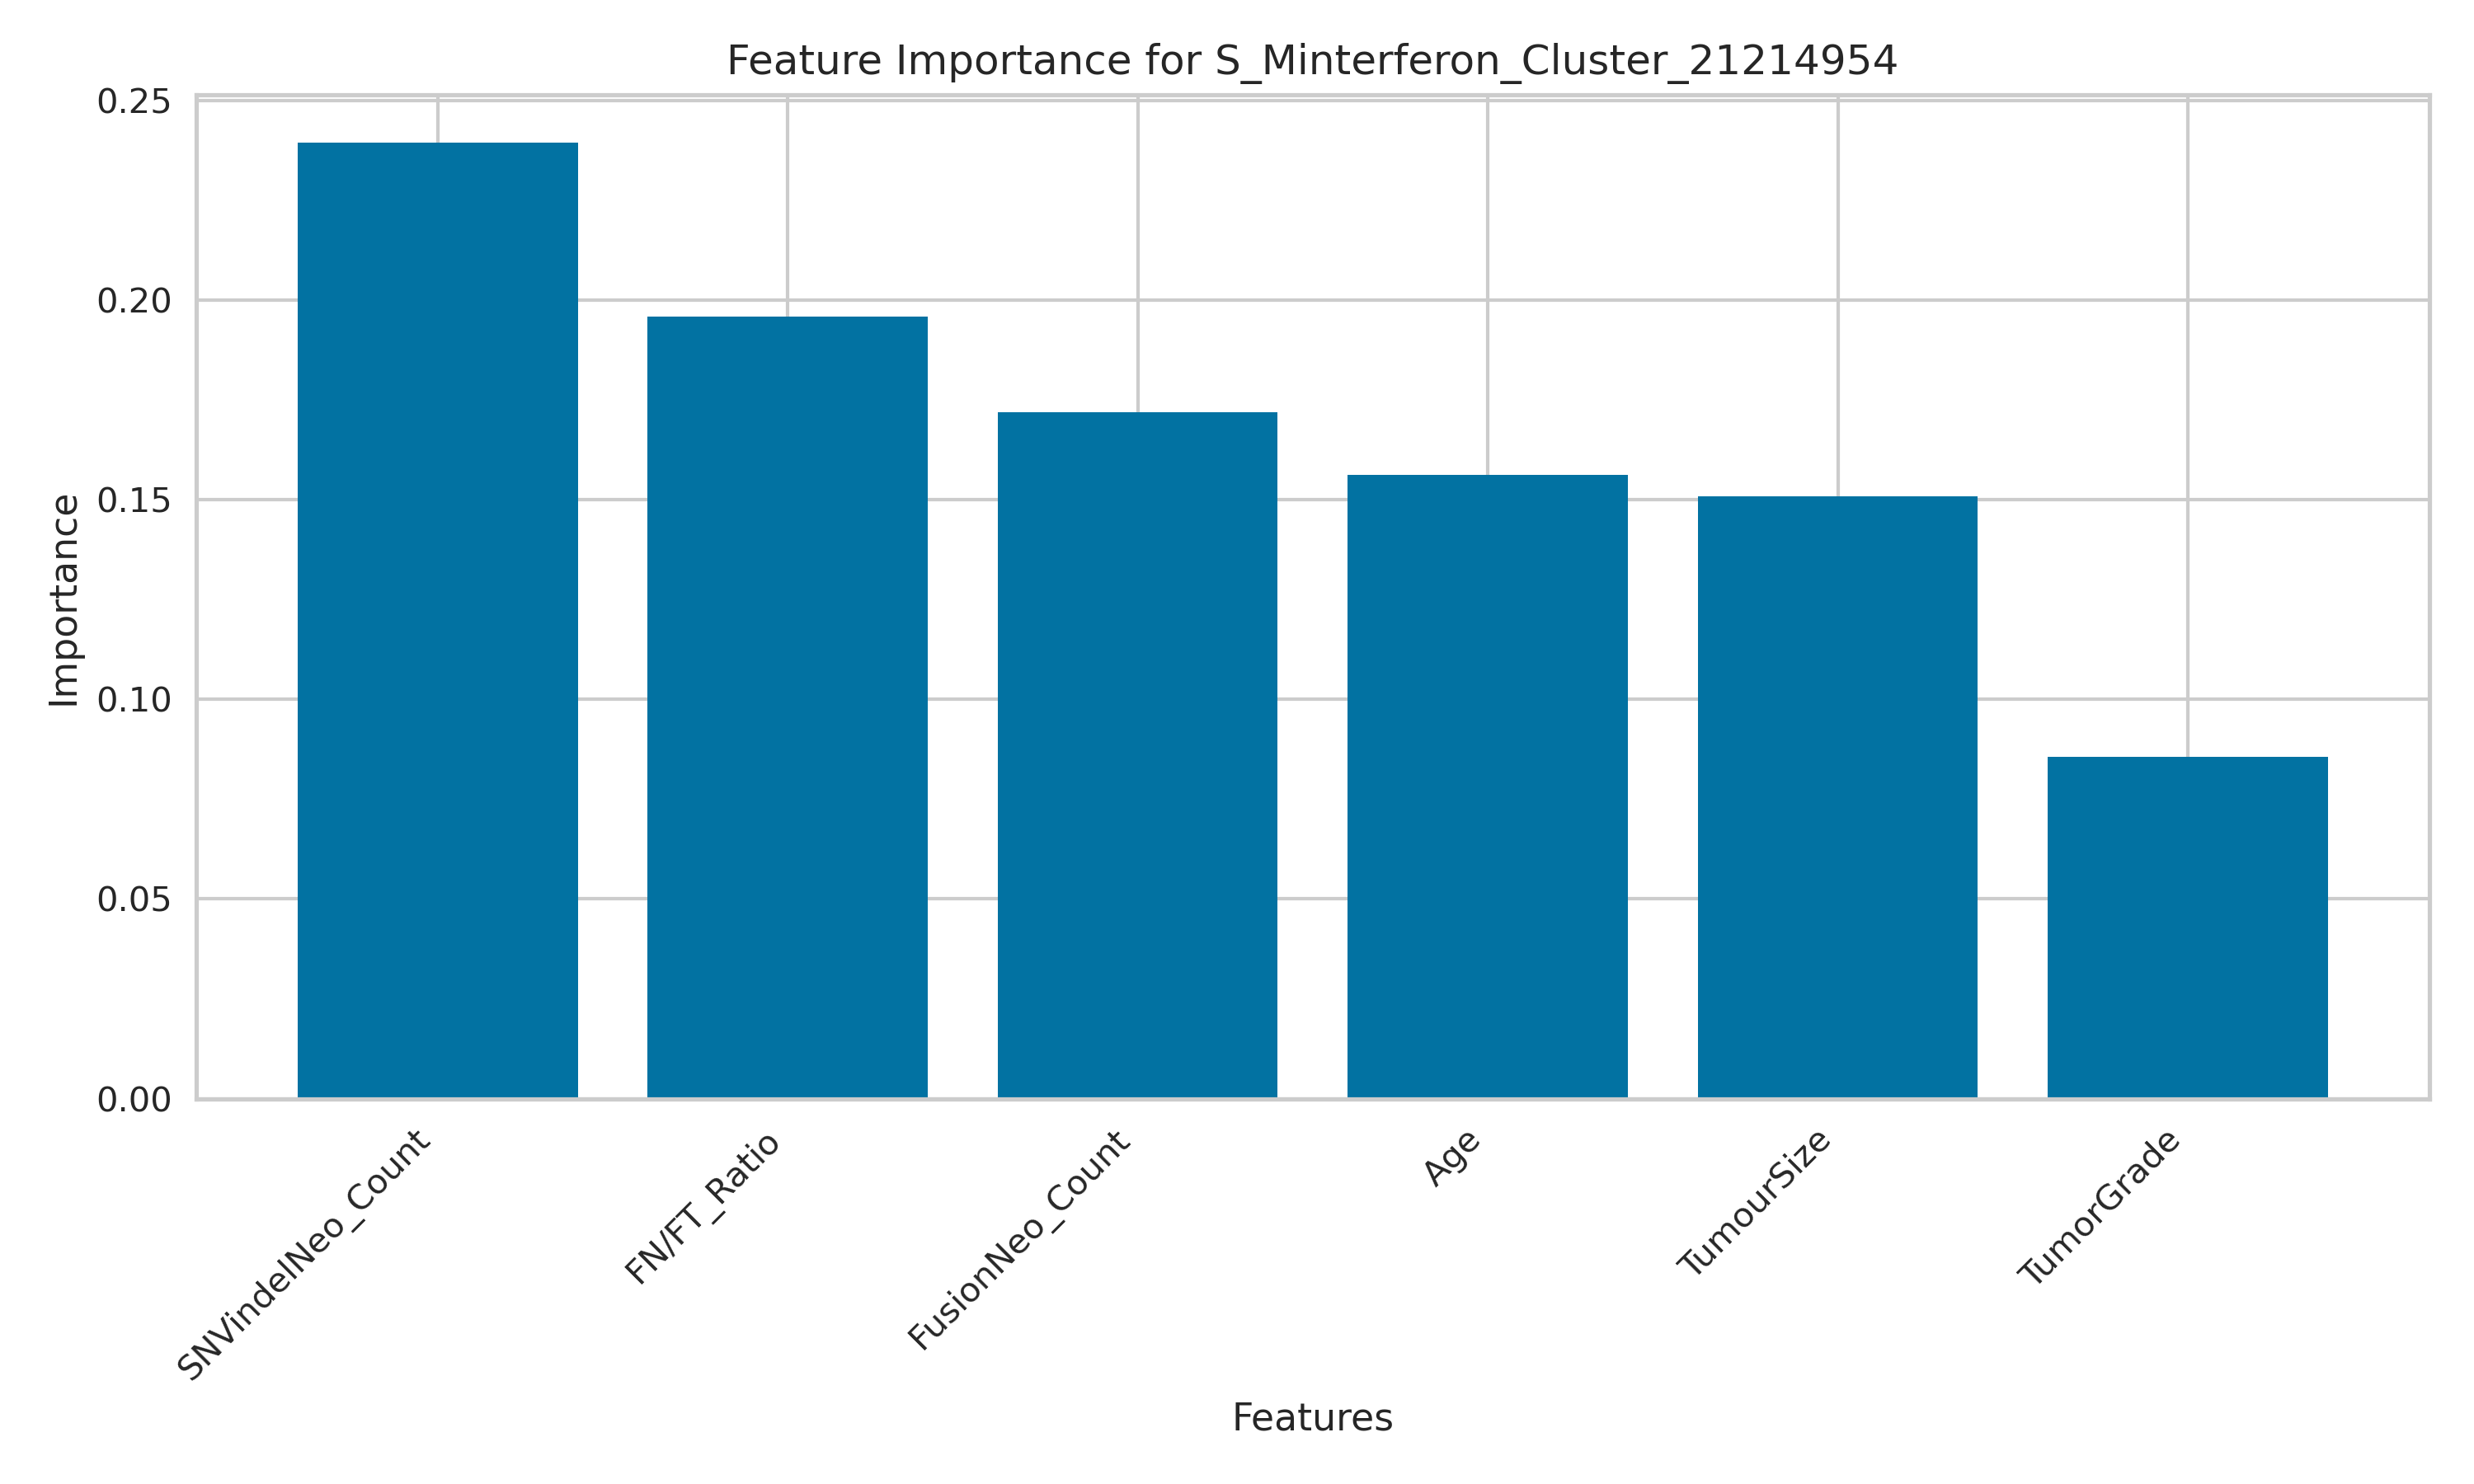 Feature Importance for S_Minterferon_Cluster_21214954
Importance
0.25
0.20
0.15
0.10
0.05
0.00
SNVindelNeo_Count
FN/FT_Ratio
FusionNeo_Count
Age
TumourSize
TumorGrade
Features